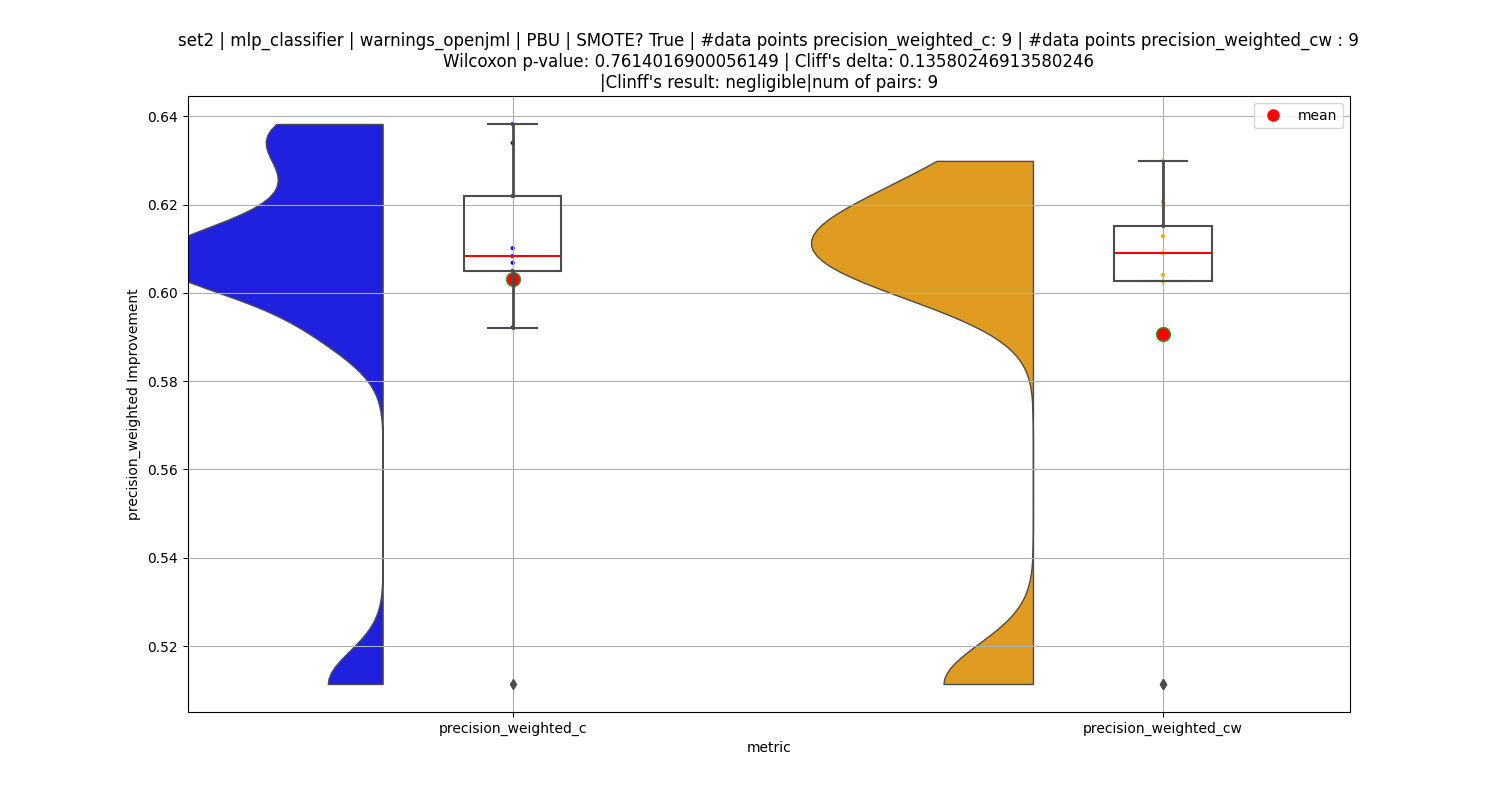 set2 | mlp_classifier | warnings_openjml | PBU | SMOTE? True | #data points precision_weighted_c: 9 | #data points precision_weighted_cw : 9
Wilcoxon p-value: 0.7614016900056149 | Cliff's delta: 0.13580246913580246
|Clinff's result: negligible|num of pairs: 9
mean
0.64
0.62
0.60
0.58
0.56
0.54
0.52
precision_weighted Improvement
precision_weighted_c
precision_weighted_cw
metric